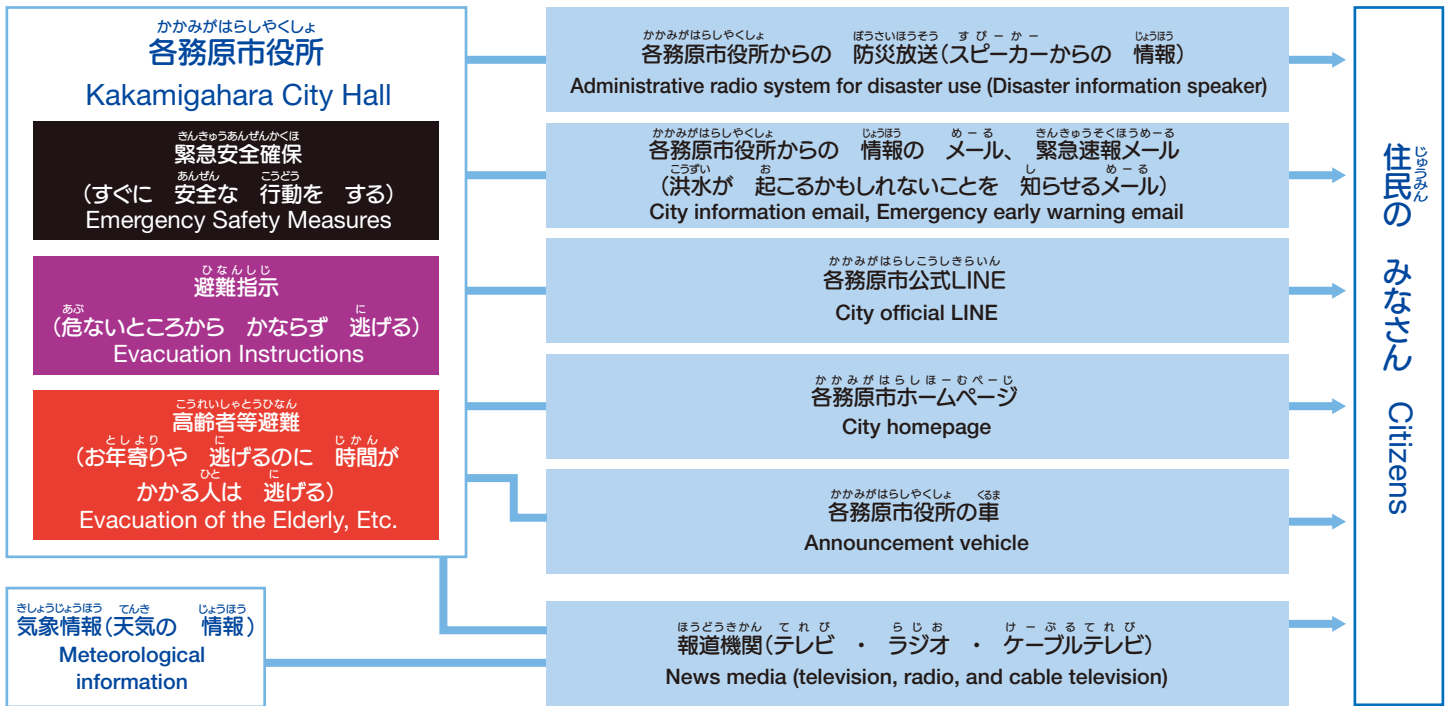 かかみがはらしやくしょ
各務原市役所
Kakamigahara City Hall
きんきゅうあんぜんかくほ
緊急安全確保
あんぜん こうどう
(すぐに 安全な 行動を する)
Emergency Safety Measures
ひなんしじ
避難指示
あぶ に
(危ないところから かならず 逃げる)
Evacuation Instructions
こうれいしゃとうひなん
高齢者等避難
としより に じかん
(お年寄りや 逃げるのに 時間が
ひと に
かかる人は 逃げる)
Evacuation of the Elderly, Etc.
きしょうじょうほう てんき じょうほう
気象情報(天気の 情報)
Meteorological
information
かかみがはらしやくしょ ぼうさいほうそう すぴーかー じょうほう
各務原市役所からの 防災放送(スピーカーからの 情報)
Administrative radio system for disaster use (Disaster information speaker)
かかみがはらしやくしょ じょうほう めーる きんきゅうそくほうめーる
各務原市役所からの 情報の メール、 緊急速報メール
こうずい お し めーる
(洪水が 起こるかもしれないことを 知らせるメール)
City information email, Emergency early warning email
かかみがはらしこうしきらいん
各務原市公式LINE
City official LINE
かかみがはらしほーむぺーじ
各務原市ホームページ
City homepage
かかみがはらしやくしょ くるま
各務原市役所の車
Announcement vehicle
ほうどうきかん てれび らじお けーぶるてれび
報道機関(テレビ ・ ラジオ ・ ケーブルテレビ)
News media (television, radio, and cable television)
じゅうみん
住民の みなさん Citizens